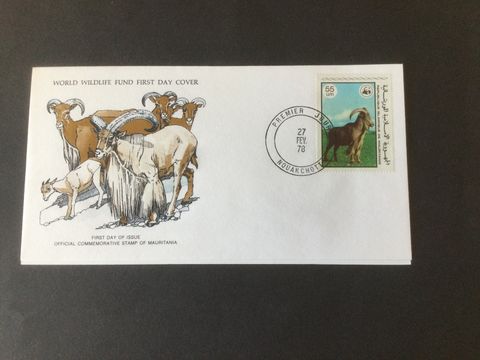 WORLD WILDLIFE FUND FIRST DAY COVER
FIRST DAY OF ISSUE
OFFICIAL COMMEMORATIVE STAMP OF MAURITANIA
PREMIER JOUR
27
FEV.
78
NOUAKCHOTT
55
um